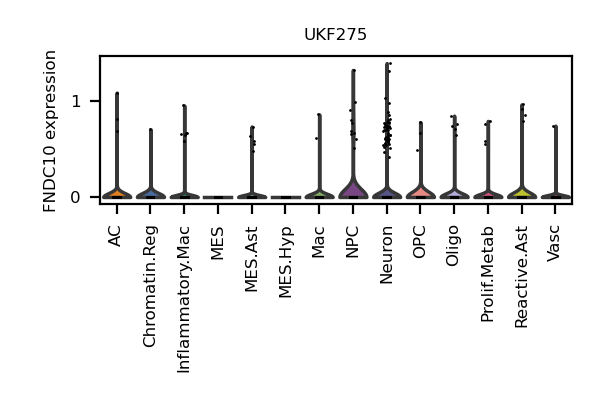 UKF275
FNDC10 expression
1
0
AC
Chromatin.Reg
Inflammatory.Mac
MES
MES.Ast
MES.Hyp
Mac
NPC
Neuron
OPC
Oligo
Prolif.Metab
Reactive.Ast
Vasc